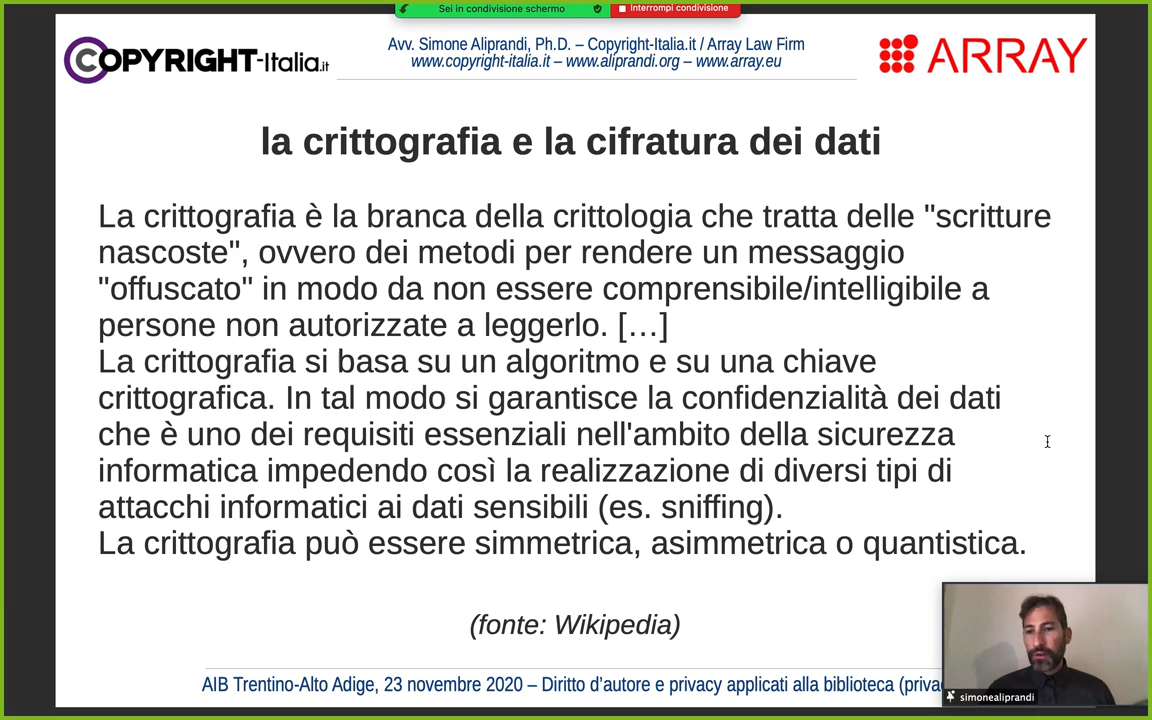 Sei in condivisione schermo
Interrompi condivisione
COPYRIGHT-Italia.it
Avv. Simone Aliprandi, Ph.D. – Copyright-Italia.it / Array Law Firm
www.copyright-italia.it – www.aliprandi.org – www.array.eu
ARRAY
la crittografia e la cifratura dei dati
La crittografia è la branca della crittologia che tratta delle "scritture
nascoste", ovvero dei metodi per rendere un messaggio
"offuscato" in modo da non essere comprensibile/intelligibile a
persone non autorizzate a leggerlo. […]
La crittografia si basa su un algoritmo e su una chiave
crittografica. In tal modo si garantisce la confidenzialità dei dati
che è uno dei requisiti essenziali nell'ambito della sicurezza
informatica impedendo così la realizzazione di diversi tipi di
attacchi informatici ai dati sensibili (es. sniffing).
La crittografia può essere simmetrica, asimmetrica o quantistica.
(fonte: Wikipedia)
AIB Trentino-Alto Adige, 23 novembre 2020 – Diritto d'autore e privacy applicati alla biblioteca (priva
simonealiprandi